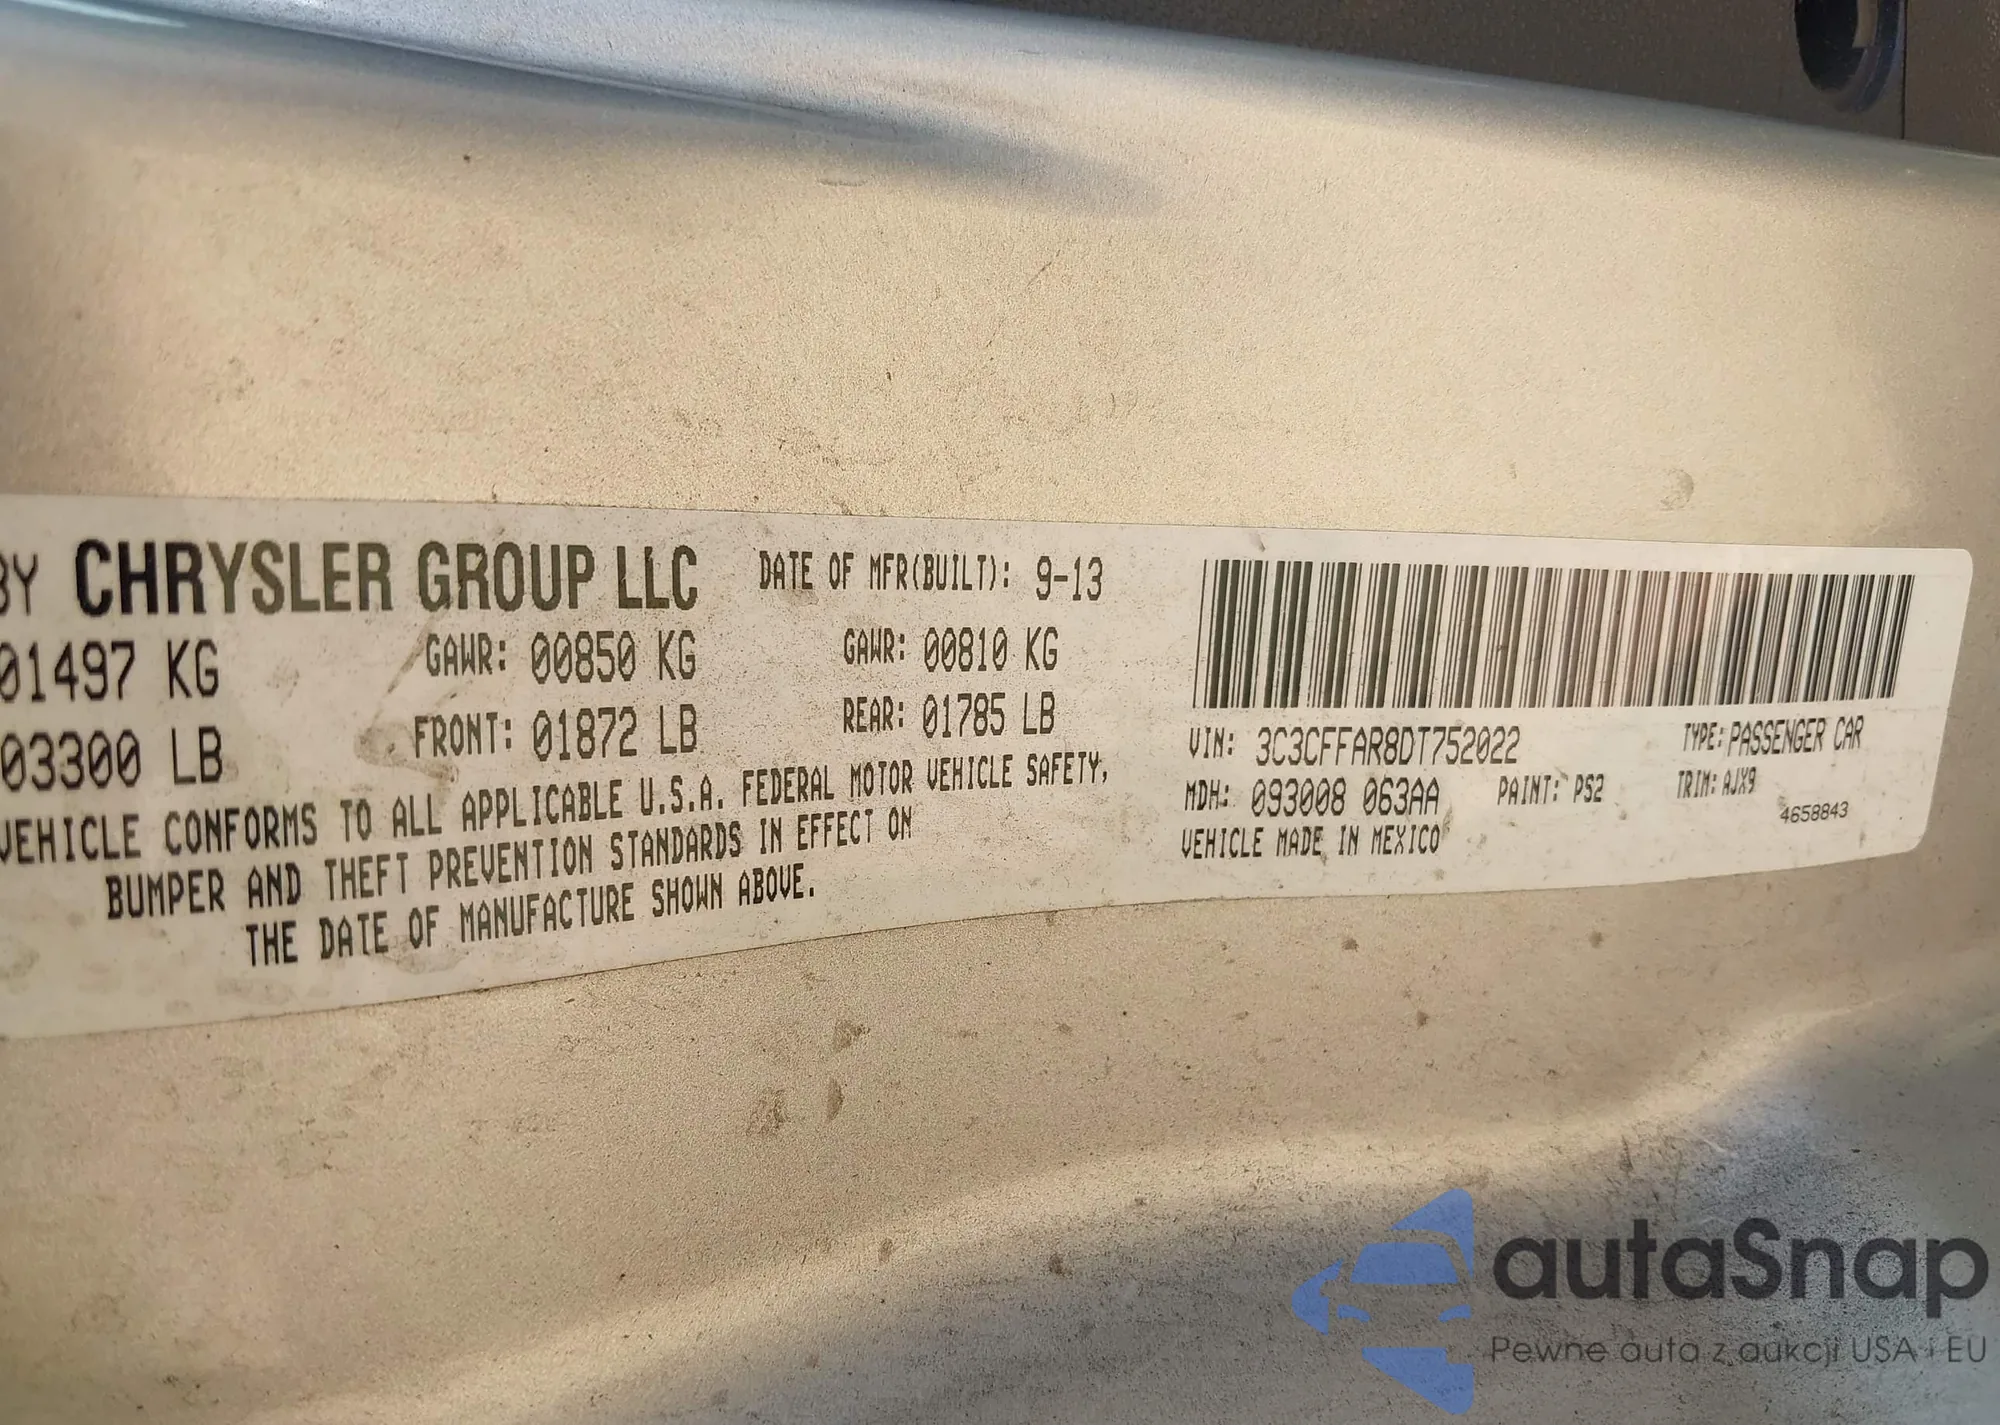 BY CHRYSLER GROUP LLC DATE OF MFR(BUILT): 9-13
01497 KG GAWR: 00850 KG GAWR: 00810 KG
03300 LB FRONT: 01872 LB REAR: 01785 LB
VEHICLE CONFORMS TO ALL APPLICABLE U.S.A. FEDERAL MOTOR VEHICLE SAFETY,
BUMPER AND THEFT PREVENTION STANDARDS IN EFFECT ON
THE DATE OF MANUFACTURE SHOWN ABOVE.
VIN: 3C3CFFAR8DT752022 TYPE: PASSENGER CAR
MDH: 093008 063AA PAINT: PS2 TRIM: AJX9
VEHICLE MADE IN MEXICO 4658843
autaSnap
Pewne auta z aukcji USA i EU